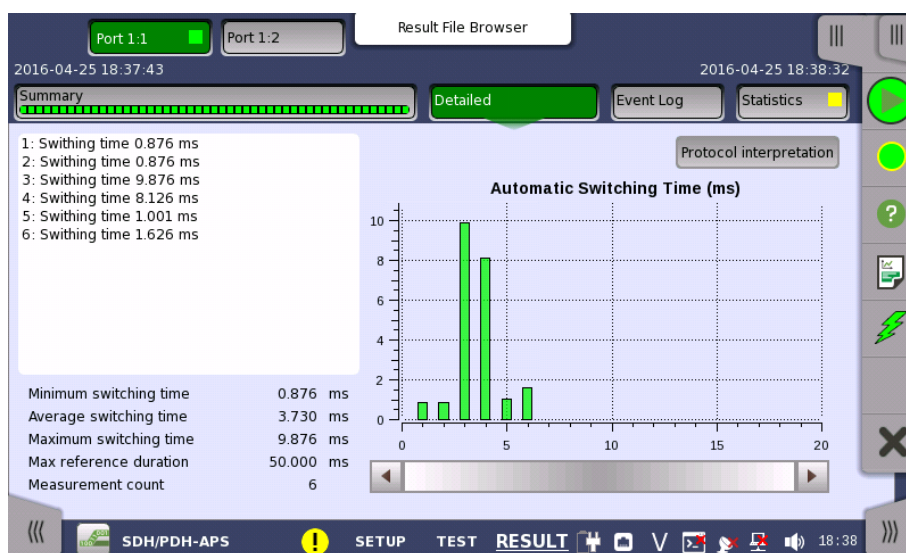 Port 1:1
Port 1:2
Result File Browser
2016-04-25 18:37:43
2016-04-25 18:38:32
Summary
Detailed
Event Log
Statistics
1: Swithing time 0.876 ms
2: Swithing time 0.876 ms
3: Swithing time 9.876 ms
4: Swithing time 8.126 ms
5: Swithing time 1.001 ms
6: Swithing time 1.626 ms
Protocol interpretation
Automatic Switching Time (ms)
10
8
6
4
2
0
0 5 10 15 20
Minimum switching time 0.876 ms
Average switching time 3.730 ms
Maximum switching time 9.876 ms
Max reference duration 50.000 ms
Measurement count 6
SDH/PDH-APS ! SETUP TEST RESULT V 18:38